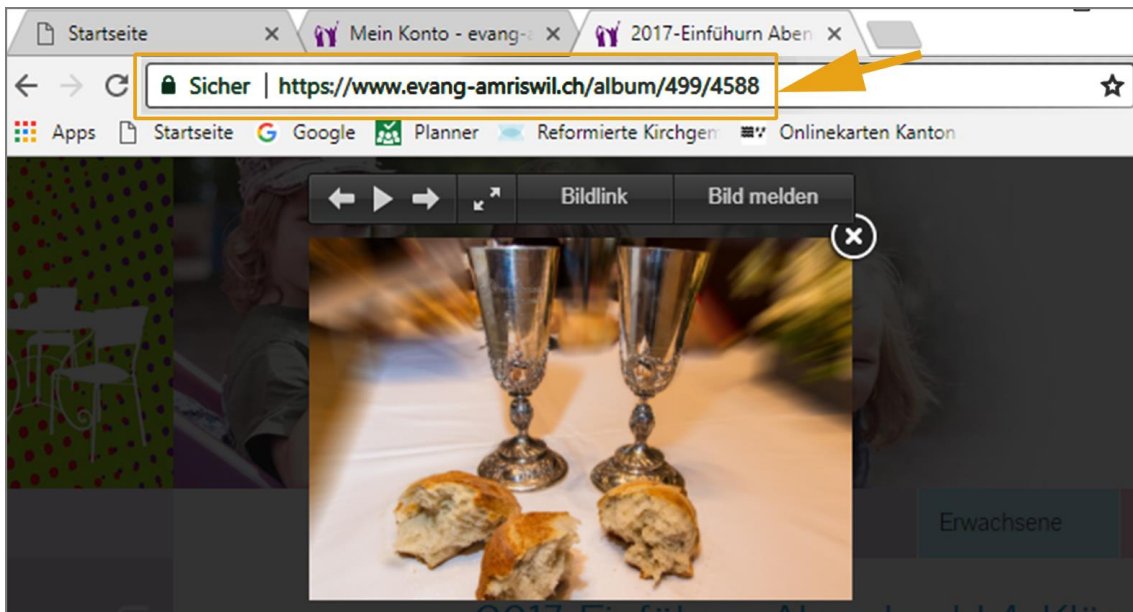 Startseite
Mein Konto - evang-a
2017-Einführn Aben
Sicher | https://www.evang-amriswil.ch/album/499/4588
Apps Startseite Google Planner Reformierte Kirchgem Onlinekarten Kanton
Bildlink Bild melden
Erwachsene